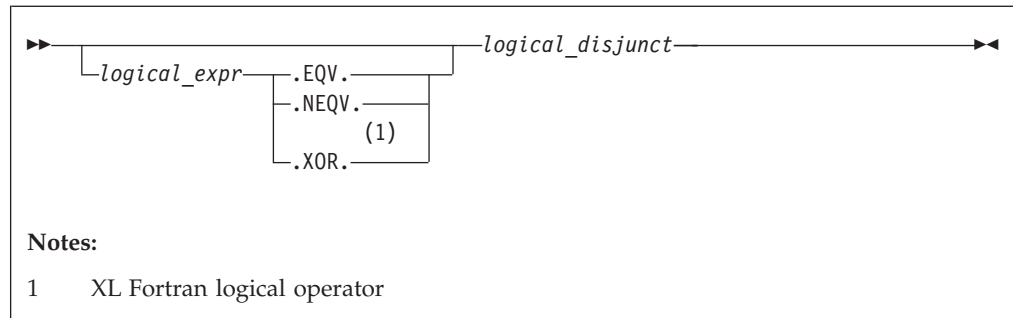 logical_disjunct
logical_expr .EQV.
.NEQV.
(1)
.XOR.
Notes:
1 XL Fortran logical operator